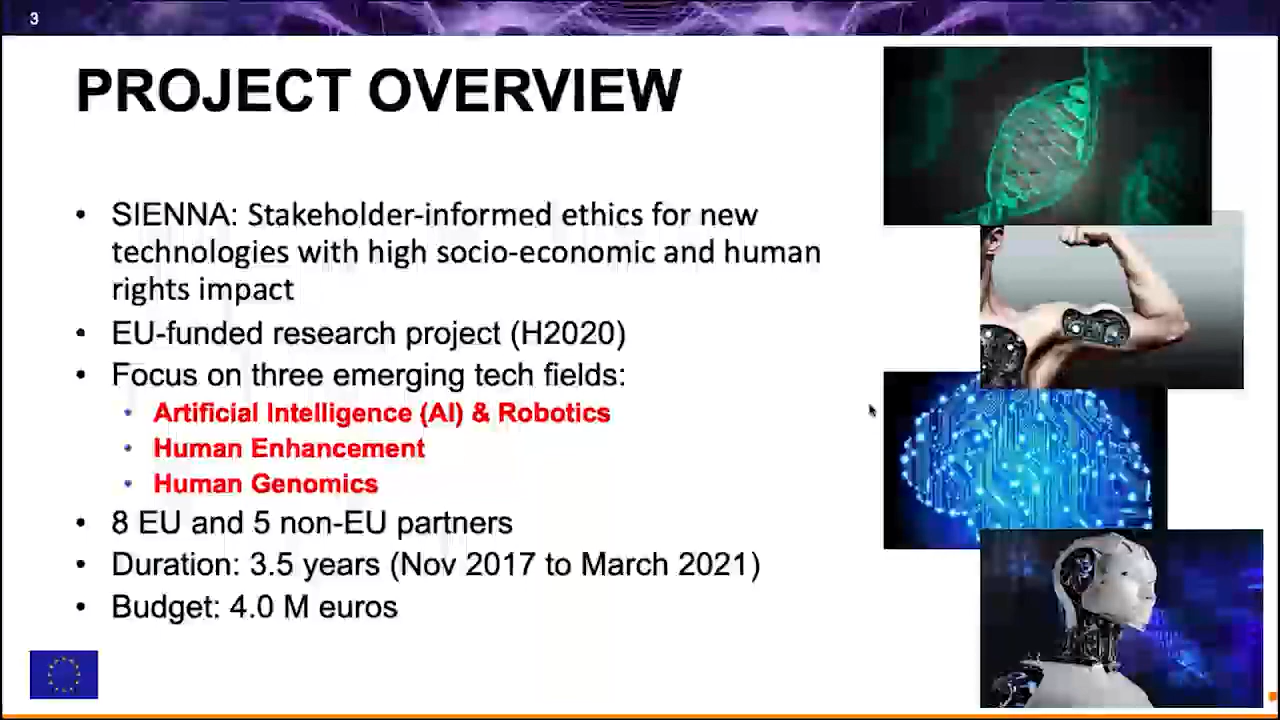 3
PROJECT OVERVIEW
• SIENNA: Stakeholder-informed ethics for new
technologies with high socio-economic and human
rights impact
• EU-funded research project (H2020)
• Focus on three emerging tech fields:
• Artificial Intelligence (AI) & Robotics
• Human Enhancement
• Human Genomics
• 8 EU and 5 non-EU partners
• Duration: 3.5 years (Nov 2017 to March 2021)
• Budget: 4.0 M euros